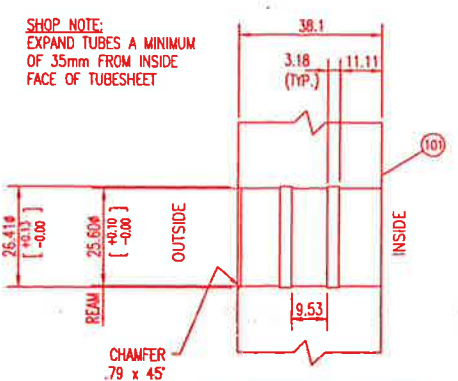 SHOP NOTE:
EXPAND TUBES A MINIMUM
OF 35mm FROM INSIDE
FACE OF TUBESHEET
38.1
3.18
(TYP.)
11.11
101
26.41ø
[ +0.13 -0.00 ]
25.60ø
[ +0.10 -0.00 ]
REAM
OUTSIDE
INSIDE
9.53
CHAMFER
.79 x 45°